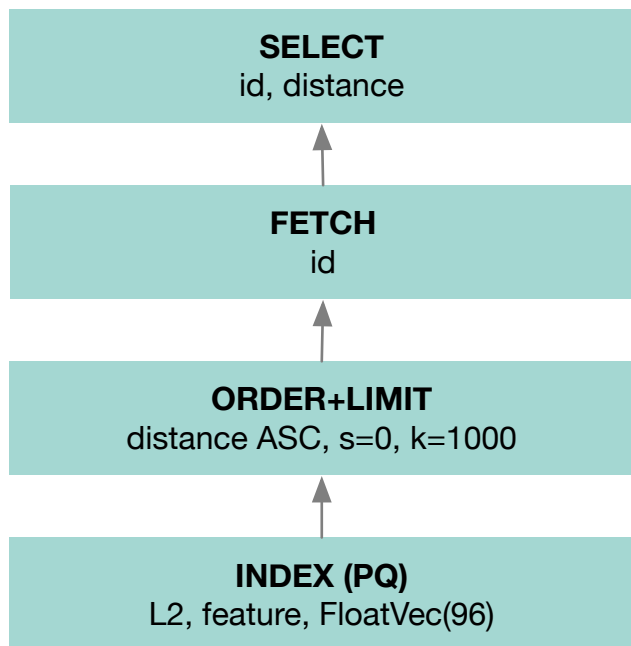 SELECT
id, distance
FETCH
id
ORDER+LIMIT
distance ASC, s=0, k=1000
INDEX (PQ)
L2, feature, FloatVec(96)